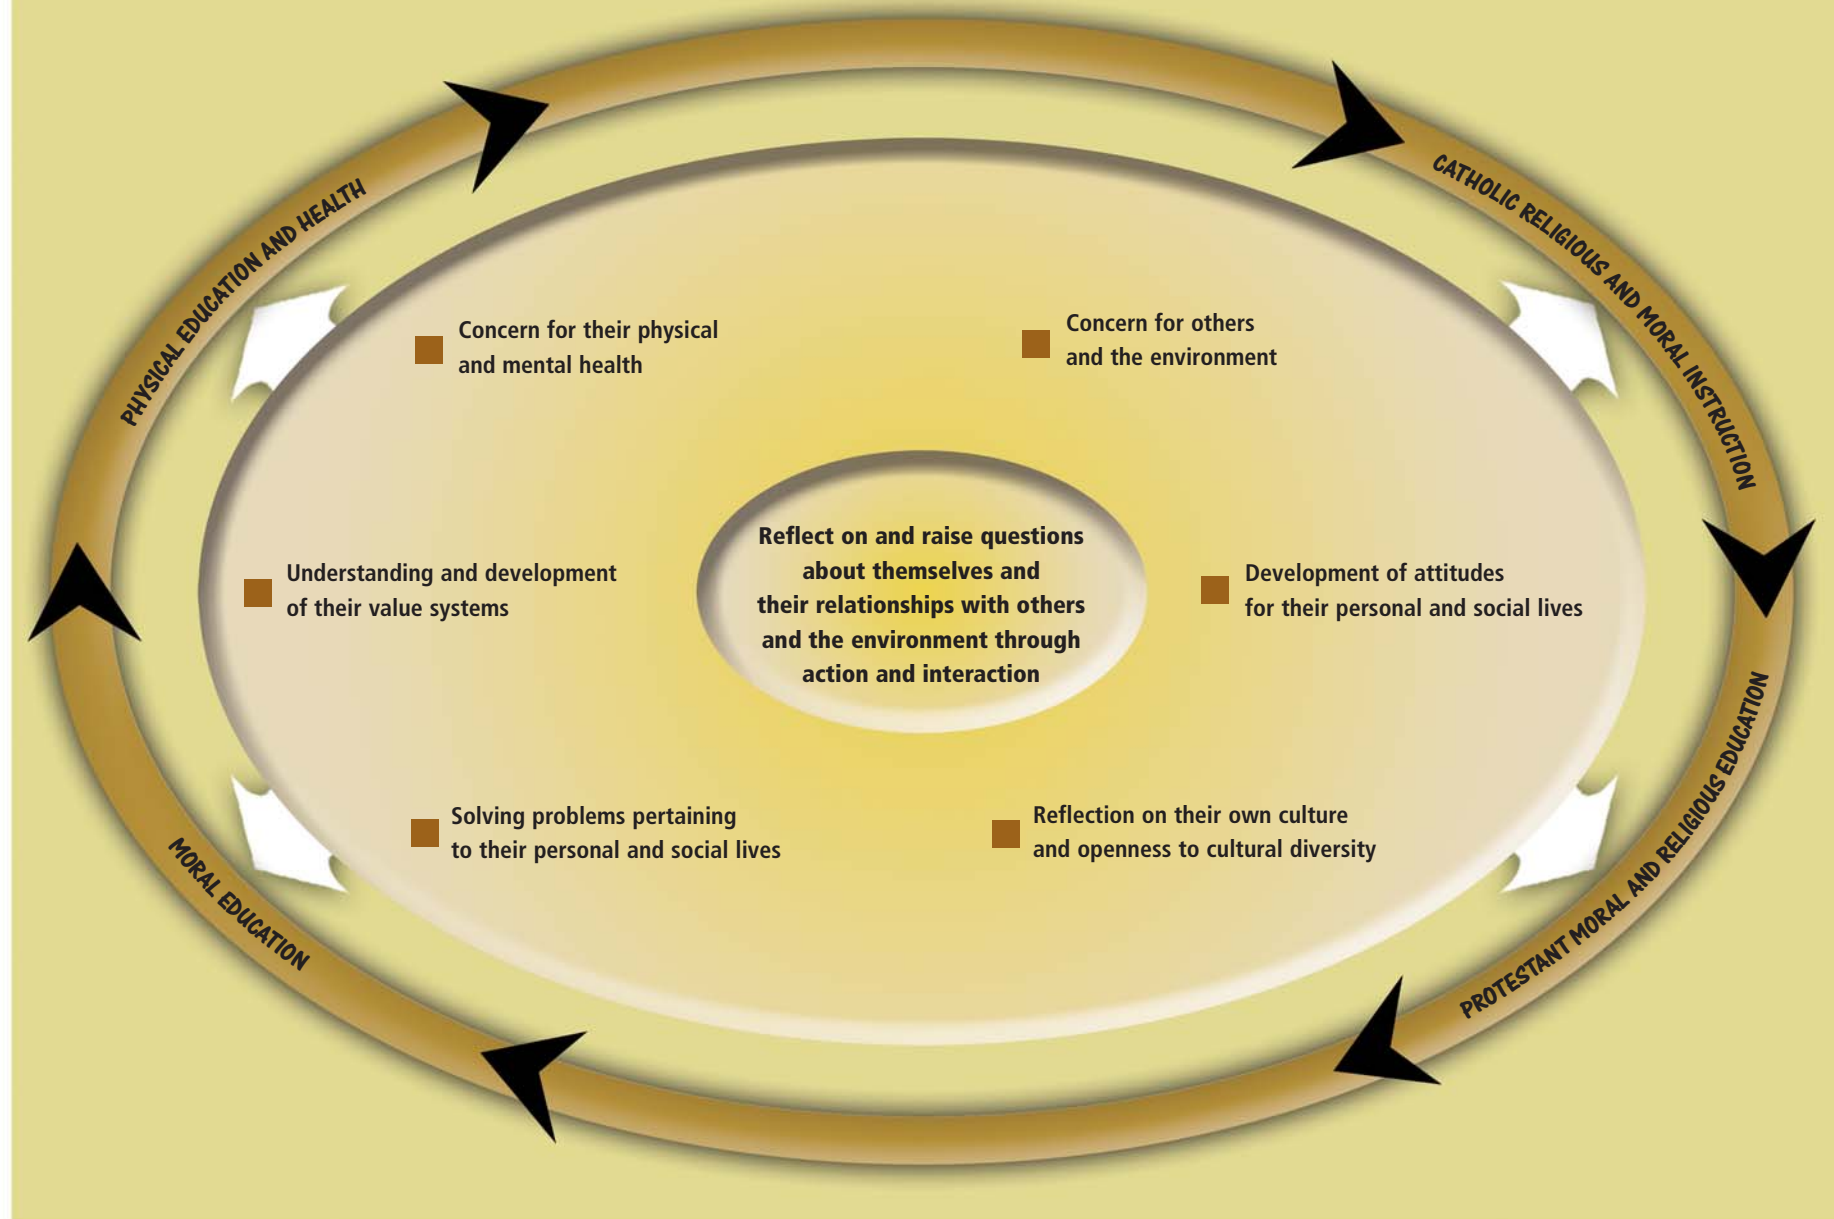 PHYSICAL EDUCATION AND HEALTH
CATHOLIC RELIGIOUS AND MORAL INSTRUCTION
Concern for their physical
and mental health
Concern for others
and the environment
Understanding and development
of their value systems
Reflect on and raise questions
about themselves and
their relationships with others
and the environment through
action and interaction
Development of attitudes
for their personal and social lives
Solving problems pertaining
to their personal and social lives
Reflection on their own culture
and openness to cultural diversity
MORAL EDUCATION
PROTESTANT MORAL AND RELIGIOUS EDUCATION